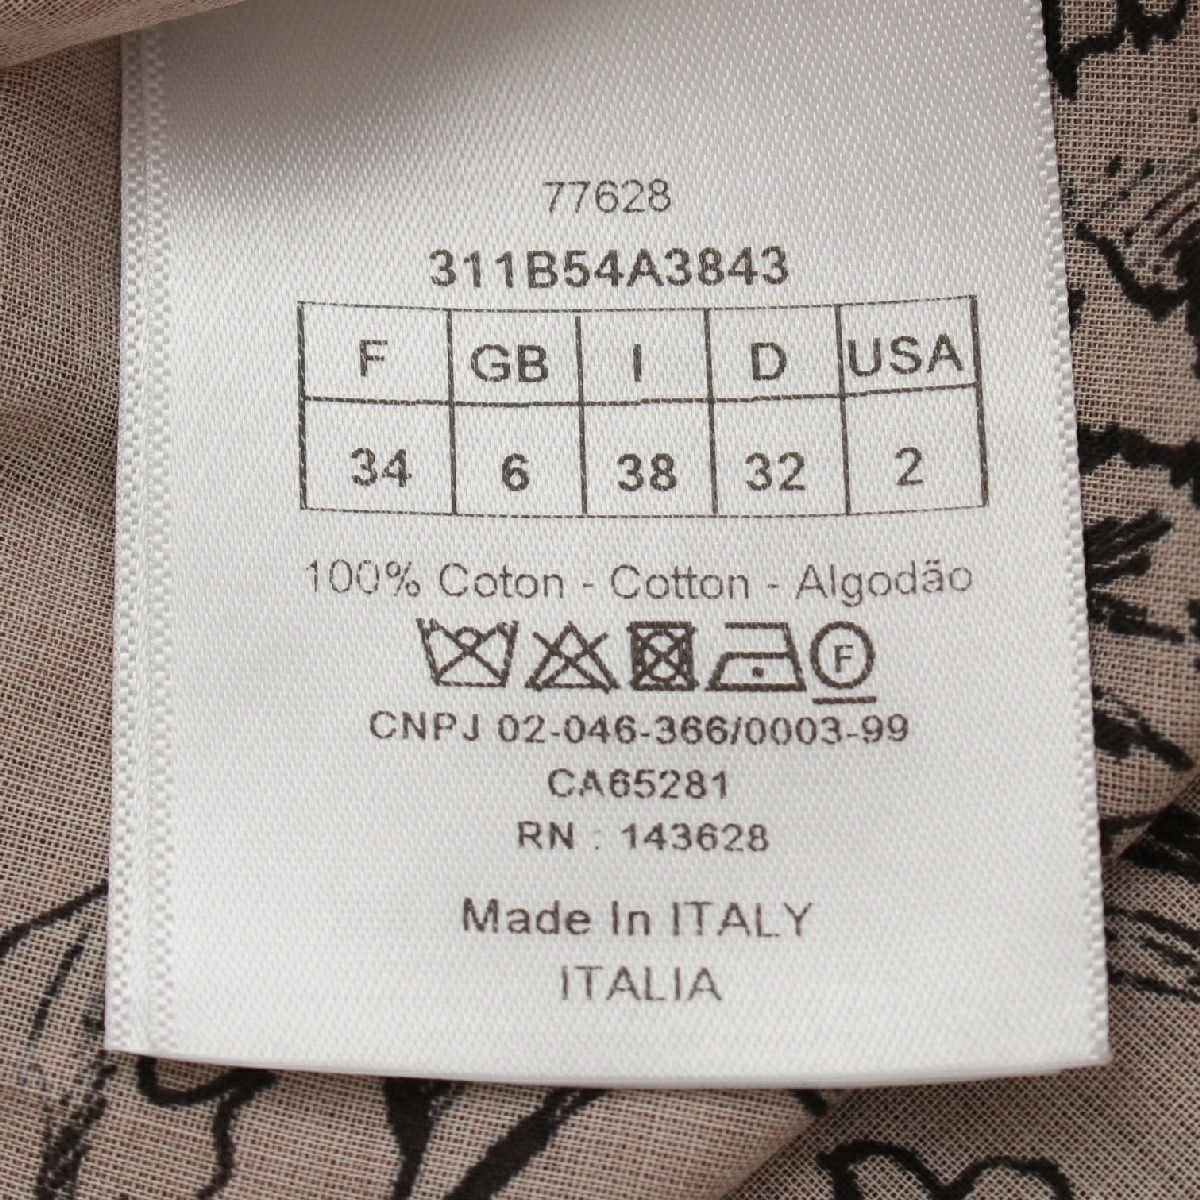 77628
311B54A3843
F GB I D USA
34 6 38 32 2
100% Coton - Cotton - Algodão
F
CNPJ 02-046-366/0003-99
CA65281
RN : 143628
Made In ITALY
ITALIA